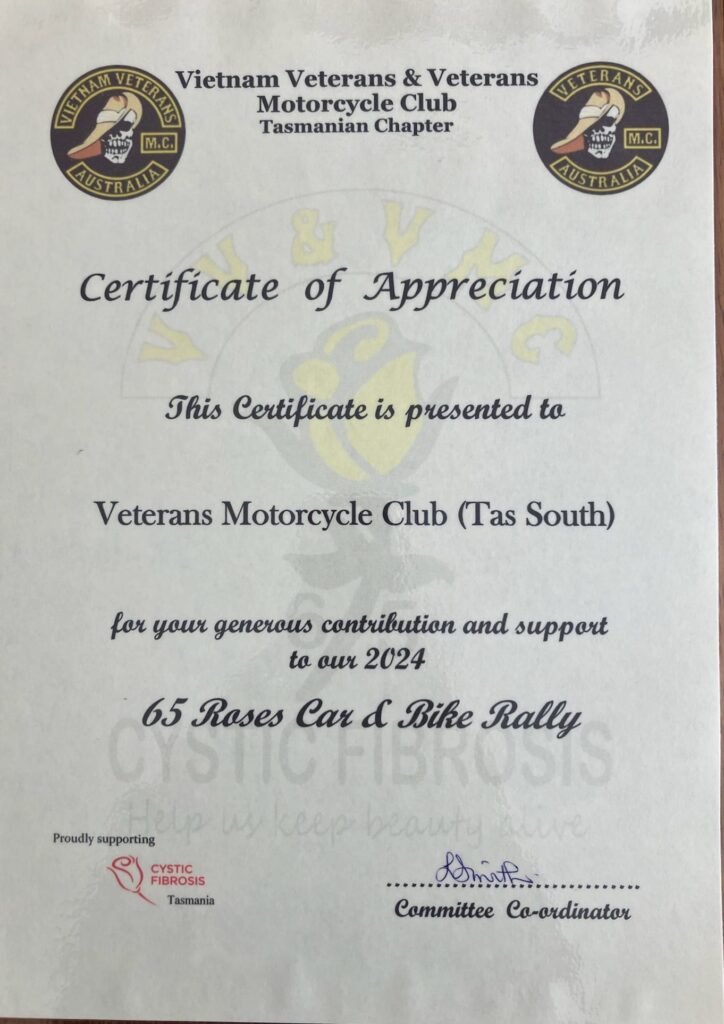 VIETNAM VETERANS
M.C.
AUSTRALIA
Vietnam Veterans & Veterans
Motorcycle Club
Tasmanian Chapter
VETERANS
M.C.
AUSTRALIA
V V & V M C
Certificate of Appreciation
This Certificate is presented to
Veterans Motorcycle Club (Tas South)
for your generous contribution and support
to our 2024
65 Roses Car & Bike Rally
CYSTIC FIBROSIS
Help us keep beauty alive
Proudly supporting
CYSTIC
FIBROSIS
Tasmania
LSmith
Committee Co-ordinator